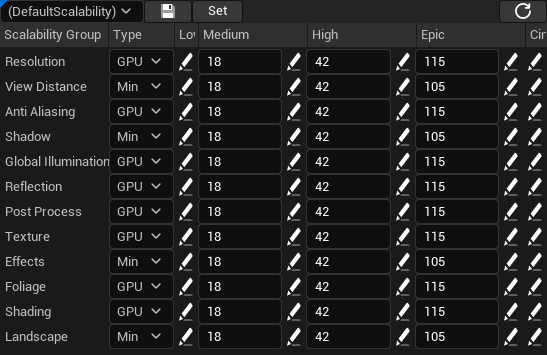 (DefaultScalability) Set
Scalability Group Type Lo Medium High Epic Cin
Resolution GPU 18 42 115
View Distance Min 18 42 105
Anti Aliasing GPU 18 42 115
Shadow Min 18 42 105
Global Illumination GPU 18 42 115
Reflection GPU 18 42 115
Post Process GPU 18 42 115
Texture GPU 18 42 115
Effects Min 18 42 105
Foliage GPU 18 42 115
Shading GPU 18 42 115
Landscape Min 18 42 105